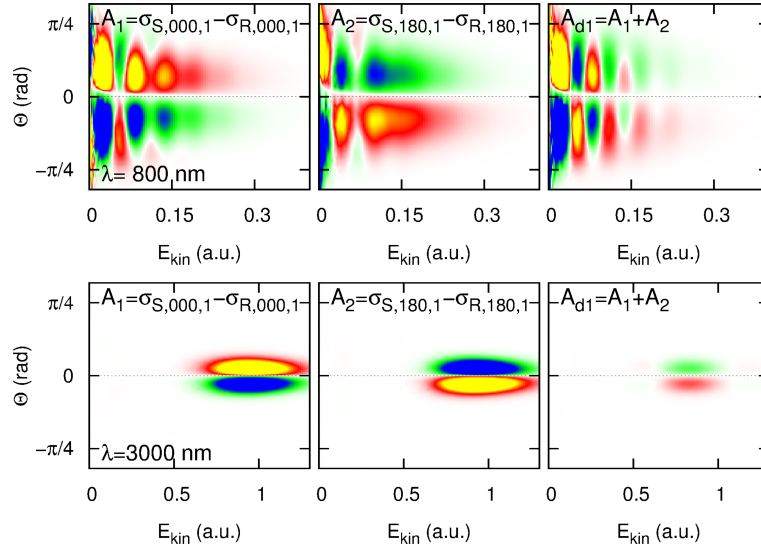 A₁=σS,000,1−σR,000,1 A₂=σS,180,1−σR,180,1 Ad1=A₁+A₂
π/4
0
−π/4
Θ (rad)
λ= 800 nm
0 0.15 0.3 0 0.15 0.3 0 0.15 0.3
Ekin (a.u.) Ekin (a.u.) Ekin (a.u.)
A₁=σS,000,1−σR,000,1 A₂=σS,180,1−σR,180,1 Ad1=A₁+A₂
π/4
0
−π/4
Θ (rad)
λ=3000 nm
0 0.5 1 0 0.5 1 0 0.5 1
Ekin (a.u.) Ekin (a.u.) Ekin (a.u.)